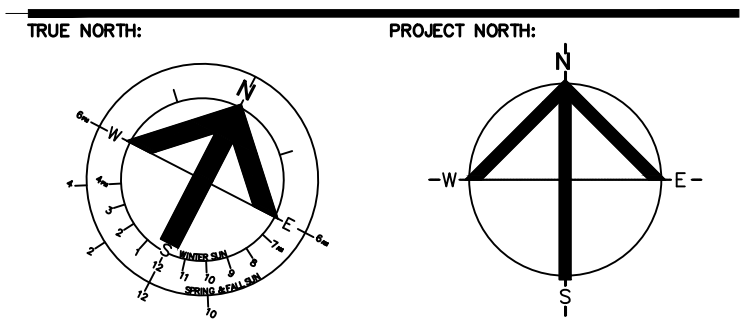 TRUE NORTH:
PROJECT NORTH:
N
N
6PM
W
4
4PM
W
E
3
2
E
6AM
7AM
2
1
S
WINTER SUN
8
12
11
10
9
SPRING & FALL SUN
12
10
S